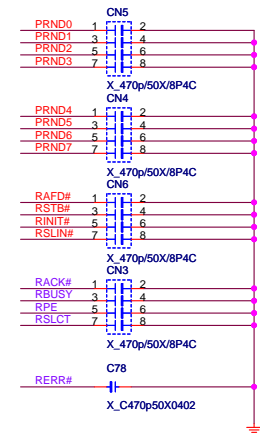 CN5
PRND0 1 2
PRND1 3 4
PRND2 5 6
PRND3 7 8
X_470p/50X/8P4C
CN4
PRND4 1 2
PRND5 3 4
PRND6 5 6
PRND7 7 8
X_470p/50X/8P4C
CN6
RAFD# 1 2
RSTB# 3 4
RINIT# 5 6
RSLIN# 7 8
X_470p/50X/8P4C
CN3
RACK# 1 2
RBUSY 3 4
RPE 5 6
RSLCT 7 8
X_470p/50X/8P4C
C78
RERR#
X_C470p50X0402